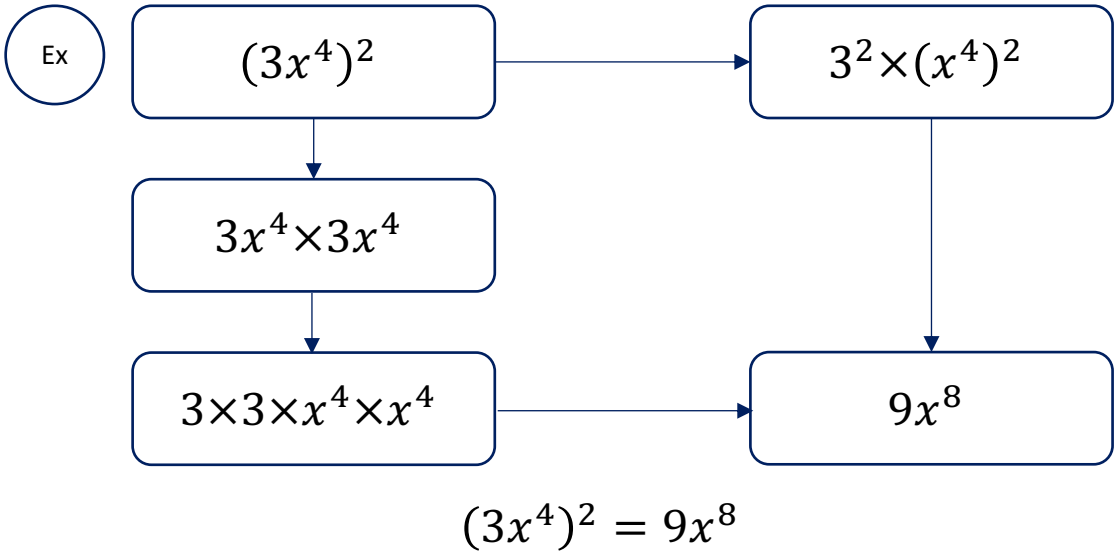 Ex
(3x⁴)²
3²×(x⁴)²
3x⁴×3x⁴
3×3×x⁴×x⁴
9x⁸
(3x⁴)² = 9x⁸